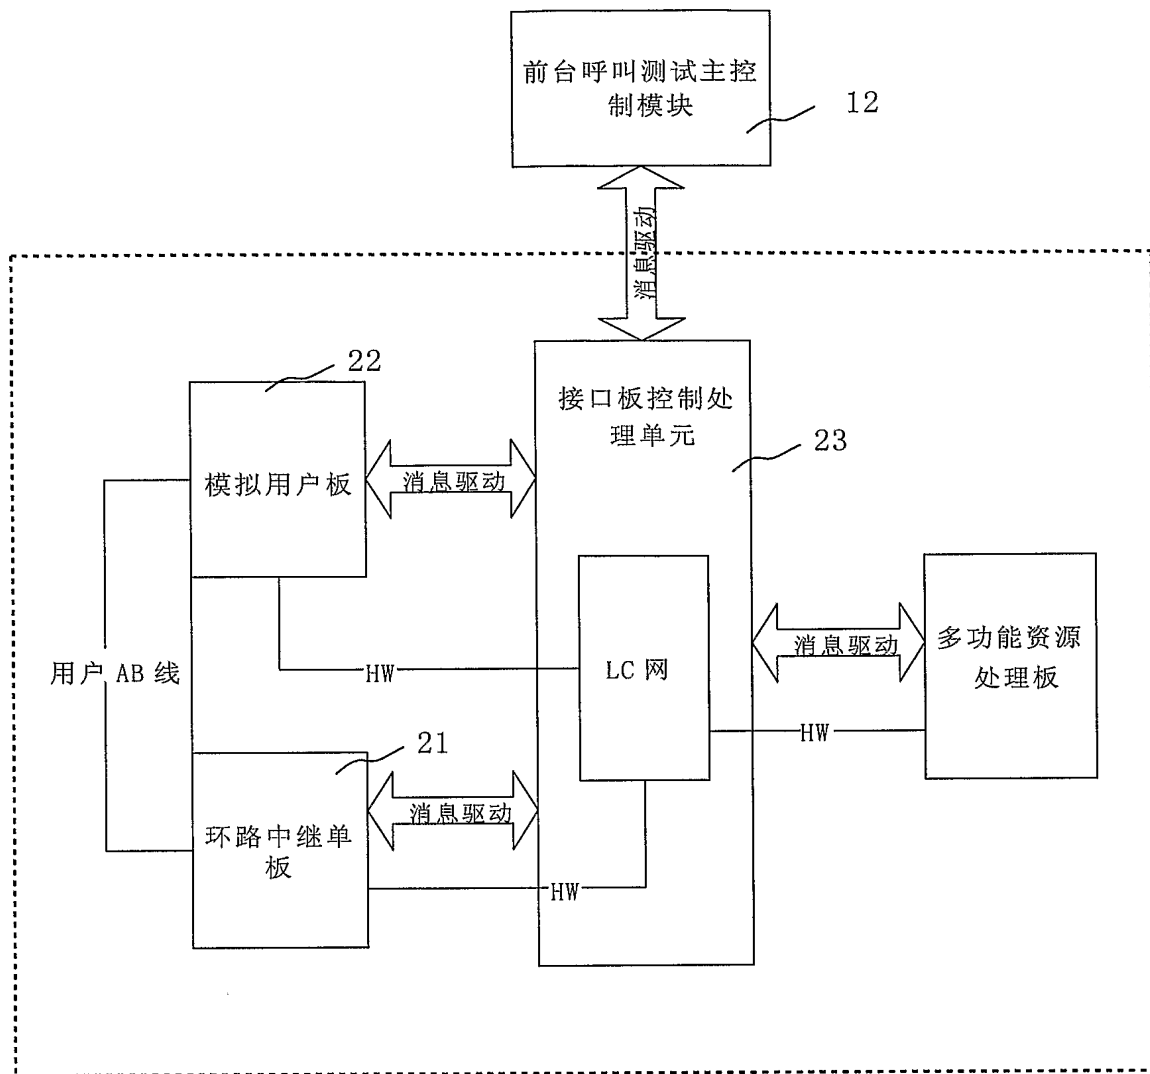 前台呼叫测试主控
制模块
12
消息驱动
22
接口板控制处
理单元
23
模拟用户板
消息驱动
用户 AB 线
HW
LC 网
消息驱动
多功能资源
处理板
HW
21
消息驱动
环路中继单
板
HW